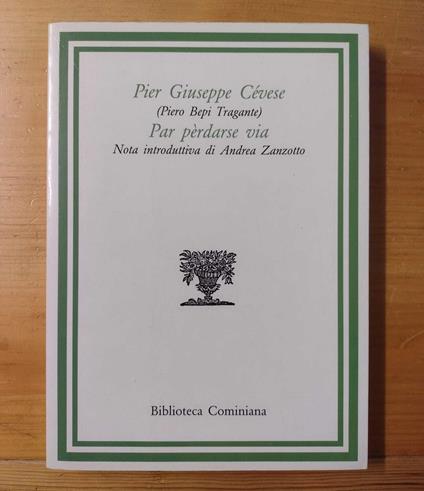 Pier Giuseppe Cévese
(Piero Bepi Tragante)
Par pèrdarse via
Nota introduttiva di Andrea Zanzotto
Biblioteca Cominiana